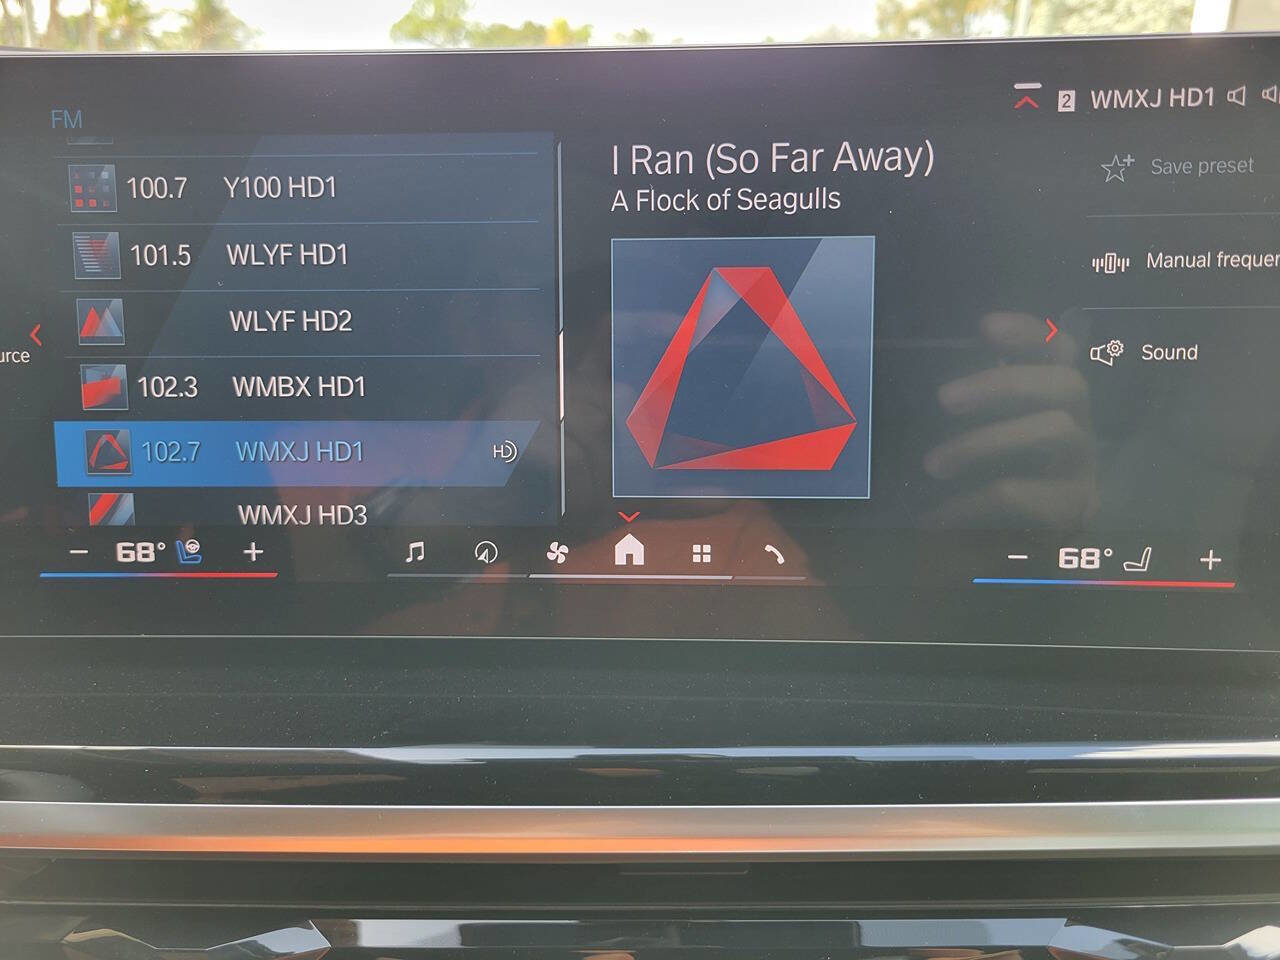 FM
2 WMXJ HD1
100.7 Y100 HD1
101.5 WLYF HD1
WLYF HD2
102.3 WMBX HD1
102.7 WMXJ HD1 HD
WMXJ HD3
urce
I Ran (So Far Away)
A Flock of Seagulls
Save preset
Manual frequen
Sound
− 68° +
− 68° +